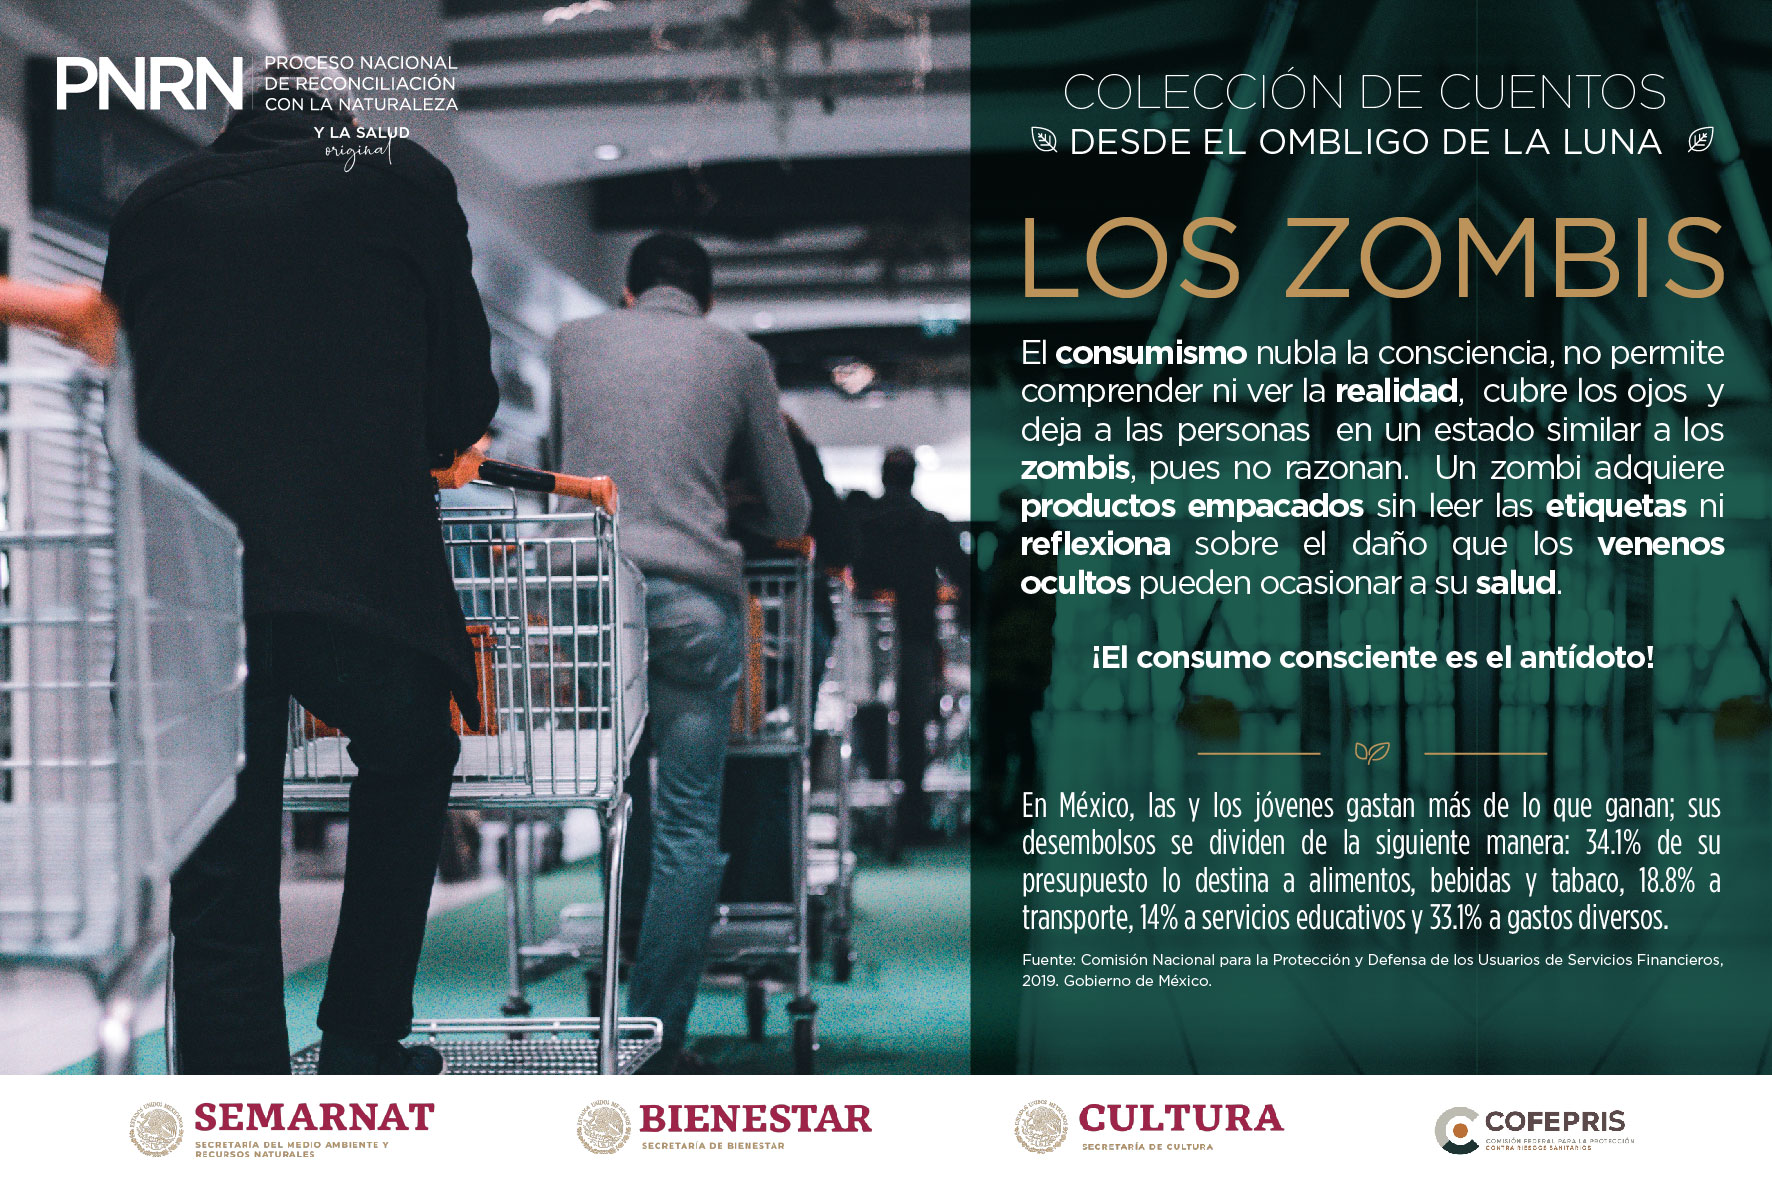 PNRN
PROCESO NACIONAL
DE RECONCILIACIÓN
CON LA NATURALEZA
Y LA SALUD
original
COLECCIÓN DE CUENTOS
DESDE EL OMBLIGO DE LA LUNA
LOS ZOMBIS
El consumismo nubla la consciencia, no permite
comprender ni ver la realidad, cubre los ojos y
deja a las personas en un estado similar a los
zombis, pues no razonan. Un zombi adquiere
productos empacados sin leer las etiquetas ni
reflexiona sobre el daño que los venenos
ocultos pueden ocasionar a su salud.
¡El consumo consciente es el antídoto!
En México, las y los jóvenes gastan más de lo que ganan; sus
desembolsos se dividen de la siguiente manera: 34.1% de su
presupuesto lo destina a alimentos, bebidas y tabaco, 18.8% a
transporte, 14% a servicios educativos y 33.1% a gastos diversos.
Fuente: Comisión Nacional para la Protección y Defensa de los Usuarios de Servicios Financieros,
2019. Gobierno de México.
SEMARNAT
SECRETARÍA DEL MEDIO AMBIENTE Y
RECURSOS NATURALES
BIENESTAR
SECRETARÍA DE BIENESTAR
CULTURA
SECRETARÍA DE CULTURA
COFEPRIS
COMISIÓN FEDERAL PARA LA PROTECCIÓN
CONTRA RIESGOS SANITARIOS